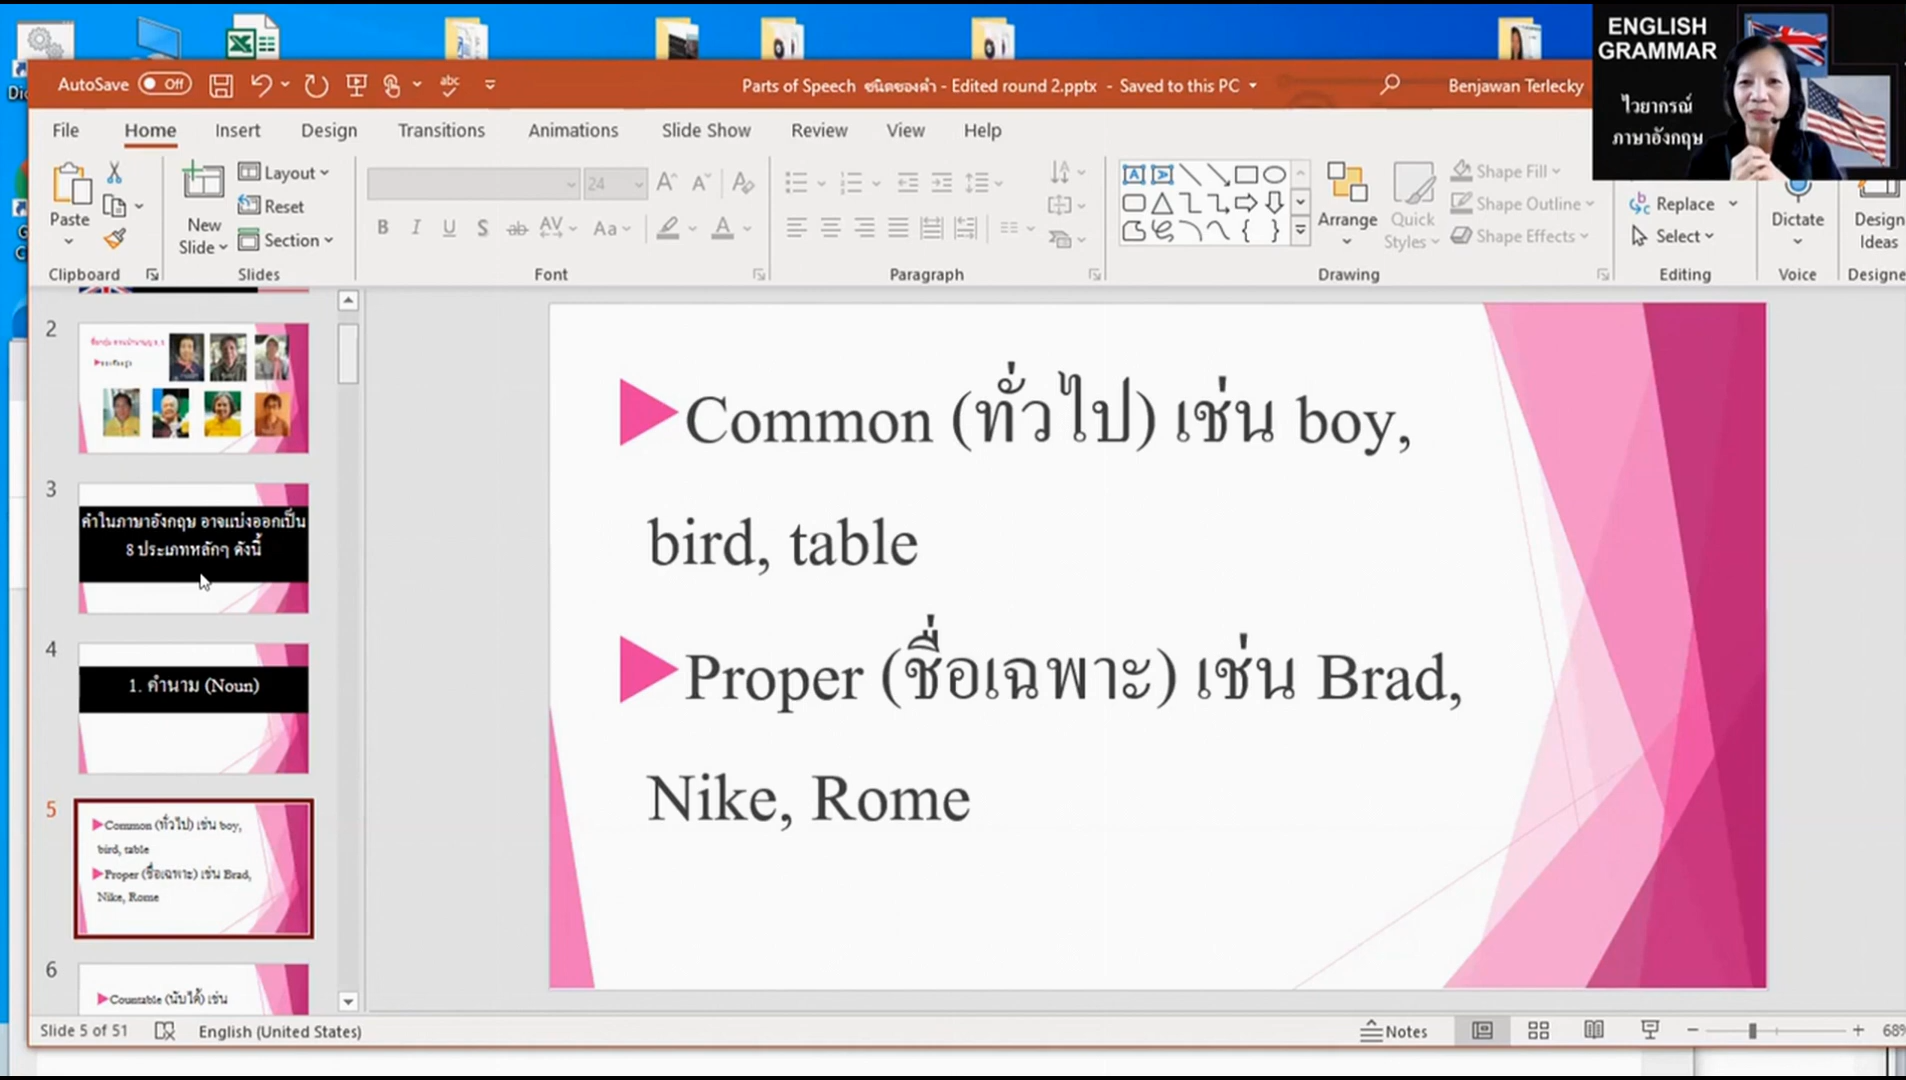 ENGLISH
GRAMMAR
ไวยากรณ์
ภาษาอังกฤษ
AutoSave Off
Parts of Speech ชนิดของคำ - Edited round 2.pptx - Saved to this PC
Benjawan Terlecky
File Home Insert Design Transitions Animations Slide Show Review View Help
Paste
New
Slide
Layout
Reset
Section
24
Arrange
Quick
Styles
Shape Fill
Shape Outline
Shape Effects
Replace
Select
Dictate
Design
Ideas
Clipboard Slides Font Paragraph Drawing Editing Voice Designe
2
3
คำในภาษาอังกฤษ อาจแบ่งออกเป็น
8 ประเภทหลักๆ ดังนี้
4
1. คำนาม (Noun)
5
Common (ทั่วไป) เช่น boy,
bird, table
Proper (ชื่อเฉพาะ) เช่น Brad,
Nike, Rome
6
Countable (นับได้) เช่น
Common (ทั่วไป) เช่น boy,
bird, table
Proper (ชื่อเฉพาะ) เช่น Brad,
Nike, Rome
Slide 5 of 51 English (United States) Notes 68%